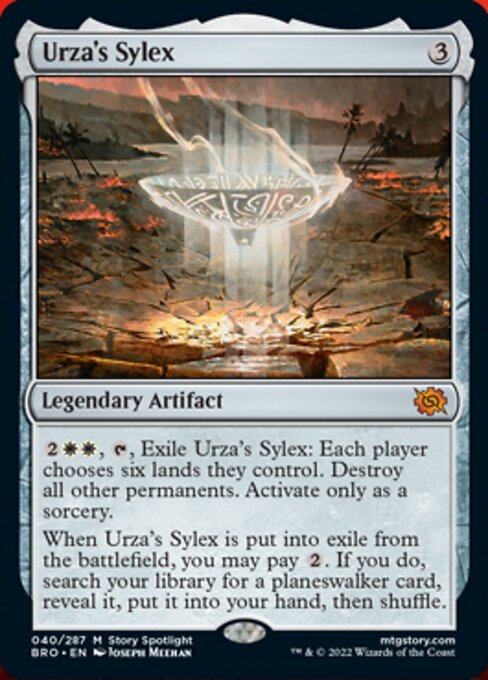 Urza's Sylex 3
Legendary Artifact
2, Exile Urza's Sylex: Each player
chooses six lands they control. Destroy
all other permanents. Activate only as a
sorcery.
When Urza's Sylex is put into exile from
the battlefield, you may pay 2. If you do,
search your library for a planeswalker card,
reveal it, put it into your hand, then shuffle.
040/287 M Story Spotlight mtgstory.com
BRO • EN Joseph Meehan ™ & © 2022 Wizards of the Coast